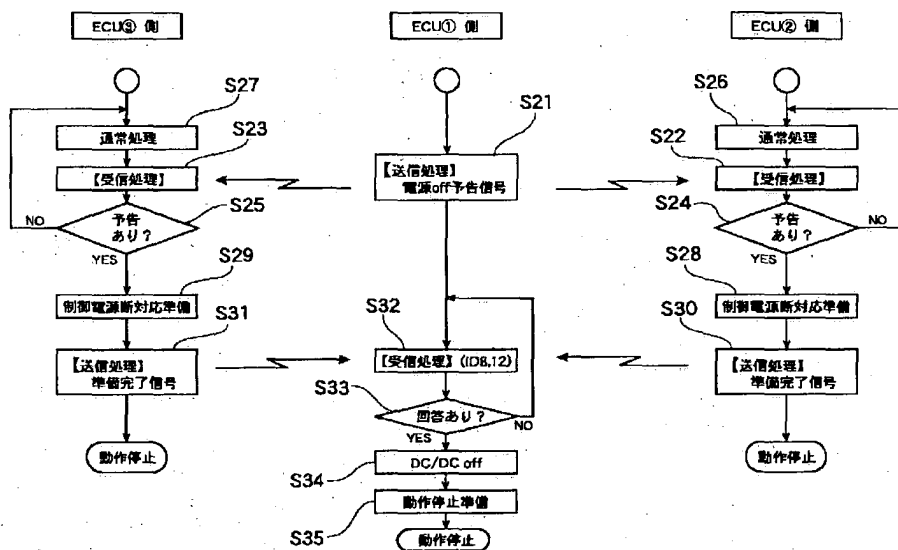 ECU③ 側
ECU① 側
ECU② 側
S27
通常処理
S23
【受信処理】
S25
予告
あり？
NO
YES
S29
制御電源断対応準備
S31
【送信処理】
準備完了信号
動作停止
S21
【送信処理】
電源off予告信号
S32
【受信処理】(ID8,12)
S33
回答あり？
NO
YES
S34
DC/DC off
S35
動作停止準備
動作停止
S26
通常処理
S22
【受信処理】
S24
予告
あり？
NO
YES
S28
制御電源断対応準備
S30
【送信処理】
準備完了信号
動作停止